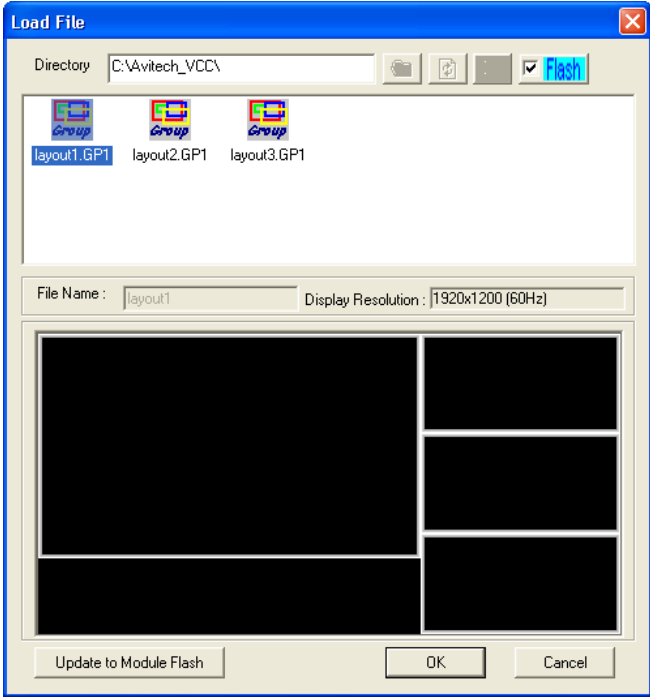 Load File
Directory C:\Avitech_VCC\ Flash
Group Group Group
layout1.GP1 layout2.GP1 layout3.GP1
File Name : layout1 Display Resolution : 1920x1200 (60Hz)
Update to Module Flash OK Cancel